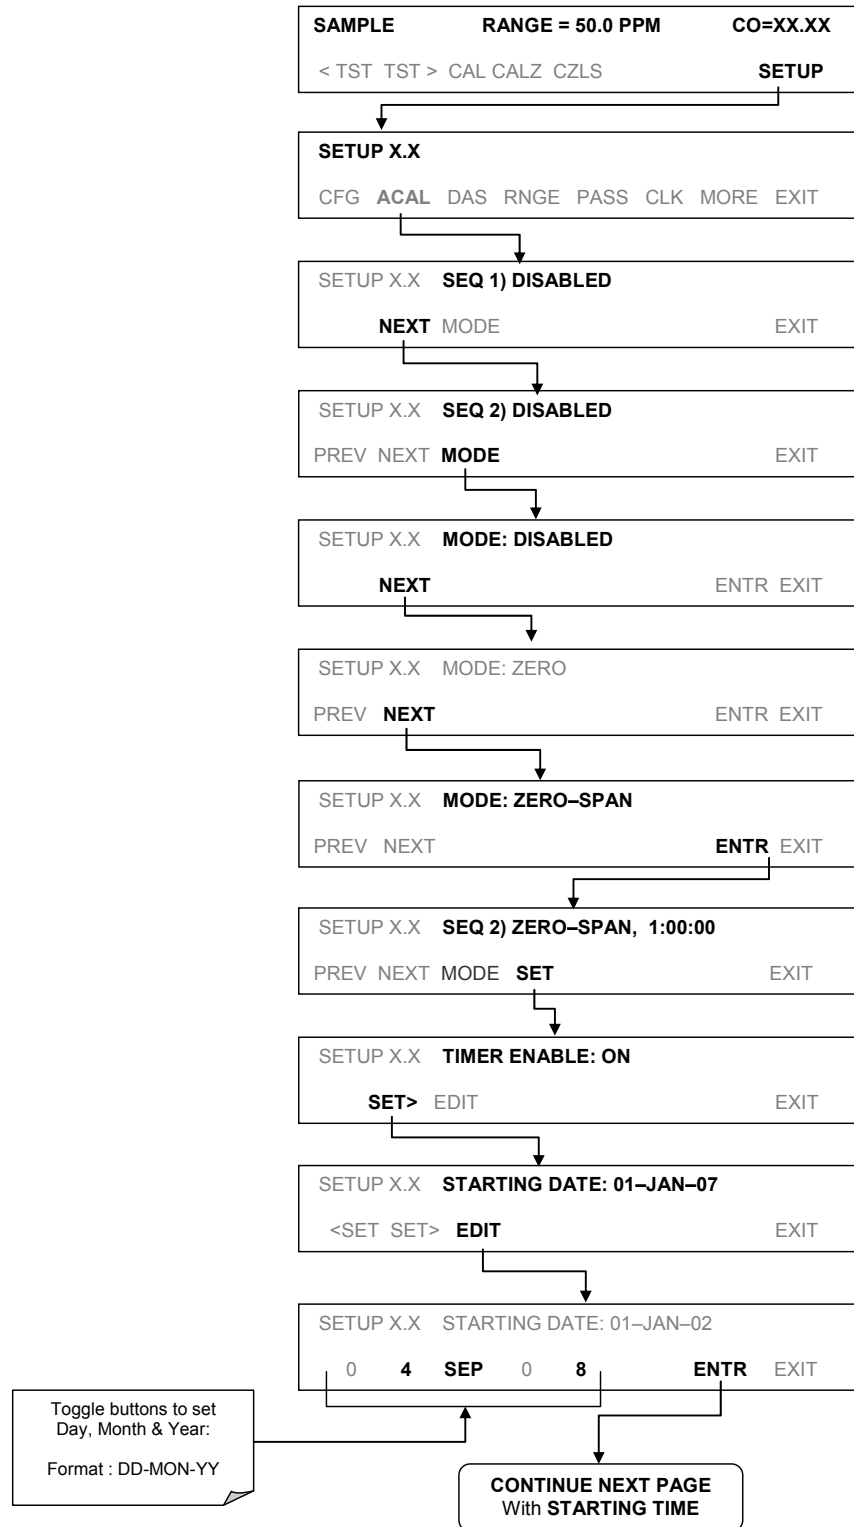 SAMPLE RANGE = 50.0 PPM CO=XX.XX
< TST TST > CAL CALZ CZLS SETUP
SETUP X.X
CFG ACAL DAS RNGE PASS CLK MORE EXIT
SETUP X.X SEQ 1) DISABLED
NEXT MODE EXIT
SETUP X.X SEQ 2) DISABLED
PREV NEXT MODE EXIT
SETUP X.X MODE: DISABLED
NEXT ENTR EXIT
SETUP X.X MODE: ZERO
PREV NEXT ENTR EXIT
SETUP X.X MODE: ZERO–SPAN
PREV NEXT ENTR EXIT
SETUP X.X SEQ 2) ZERO–SPAN, 1:00:00
PREV NEXT MODE SET EXIT
SETUP X.X TIMER ENABLE: ON
SET> EDIT EXIT
SETUP X.X STARTING DATE: 01–JAN–07
<SET SET> EDIT EXIT
SETUP X.X STARTING DATE: 01–JAN–02
0 4 SEP 0 8 ENTR EXIT
Toggle buttons to set
Day, Month & Year:
Format : DD-MON-YY
CONTINUE NEXT PAGE
With STARTING TIME